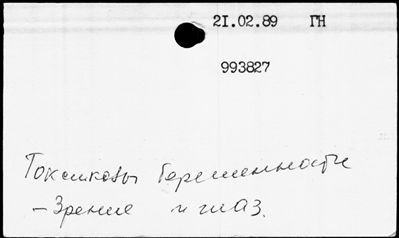 21.02.89 ГН
993827
Токсикозы беременности
– Зрение и глаз.